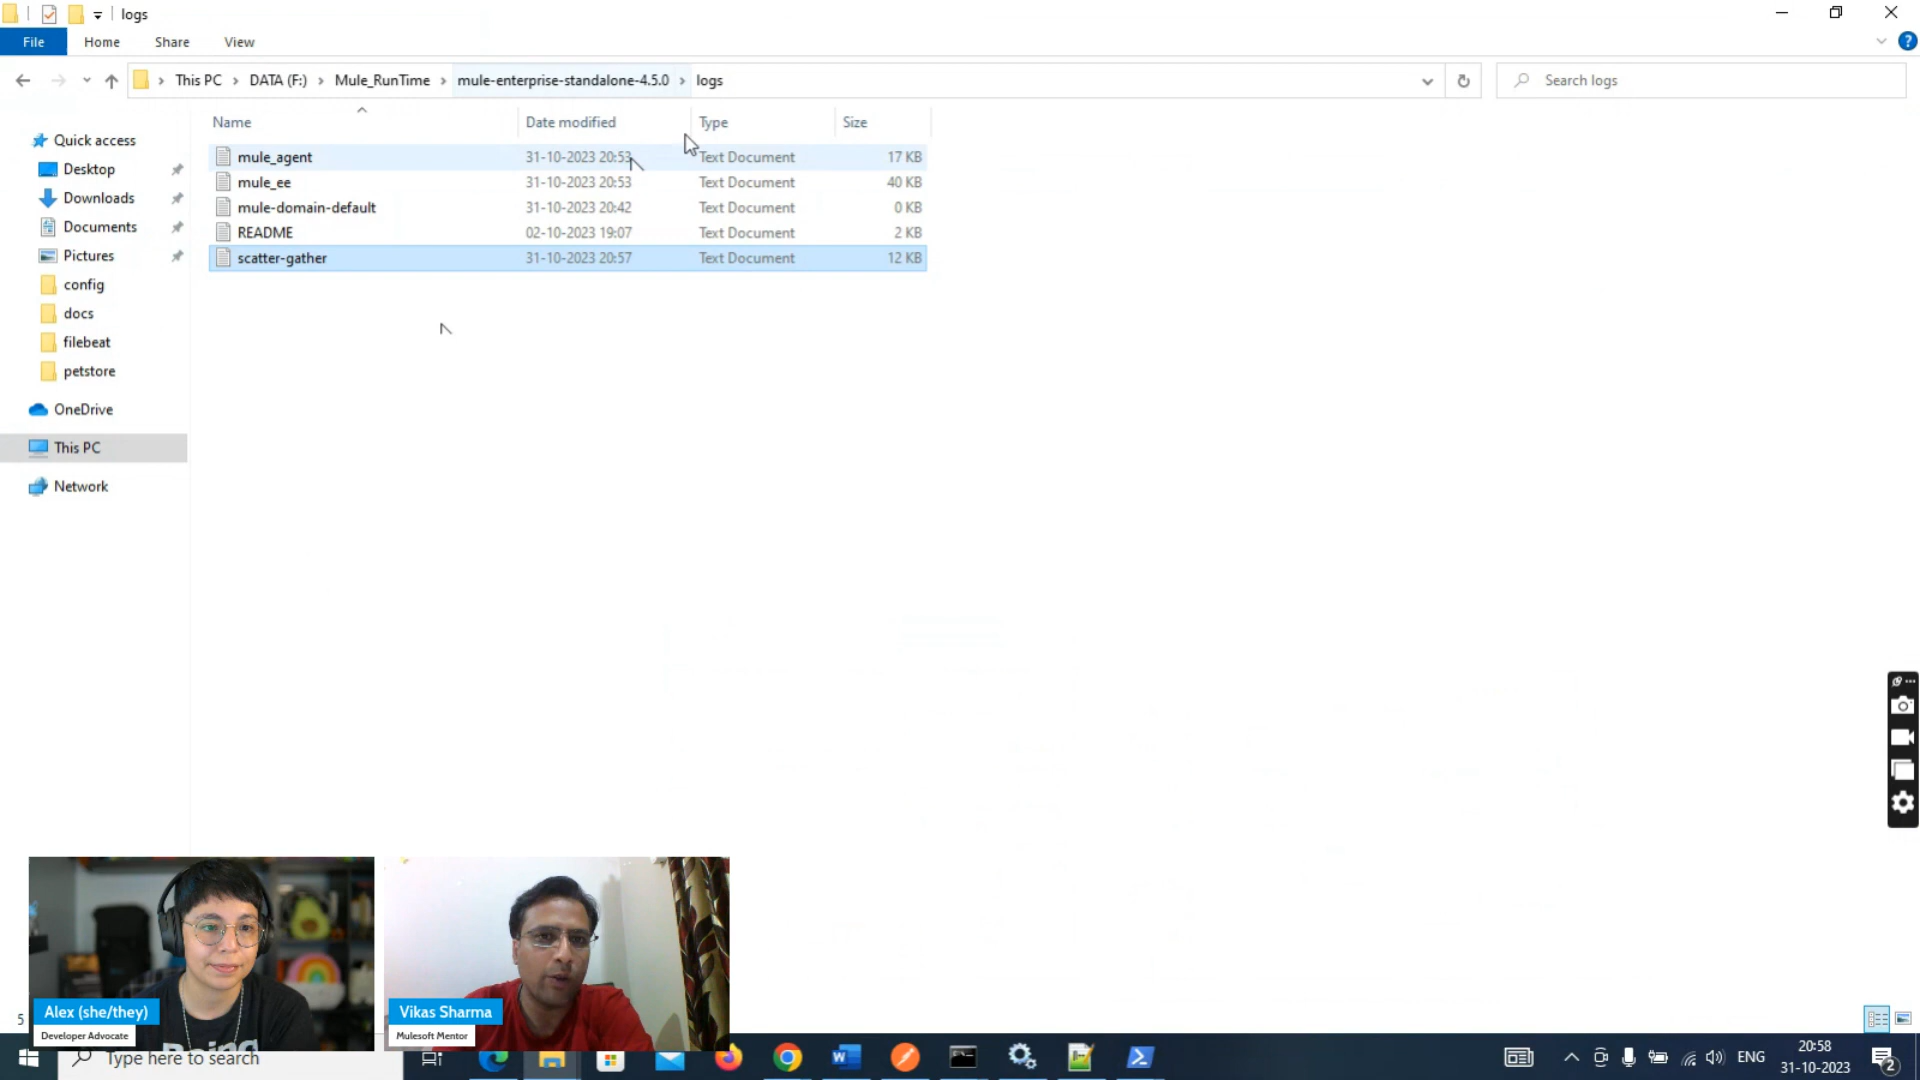 logs
File Home Share View
This PC DATA (F:) Mule_RunTime mule-enterprise-standalone-4.5.0 logs
Search logs
Name Date modified Type Size
Quick access
Desktop
Downloads
Documents
Pictures
config
docs
filebeat
petstore
OneDrive
This PC
Network
mule_agent 31-10-2023 20:53 Text Document 17 KB
mule_ee 31-10-2023 20:53 Text Document 40 KB
mule-domain-default 31-10-2023 20:42 Text Document 0 KB
README 02-10-2023 19:07 Text Document 2 KB
scatter-gather 31-10-2023 20:57 Text Document 12 KB
5
Alex (she/they)
Developer Advocate
Vikas Sharma
Mulesoft Mentor
Type here to search
ENG
20:58
31-10-2023
2